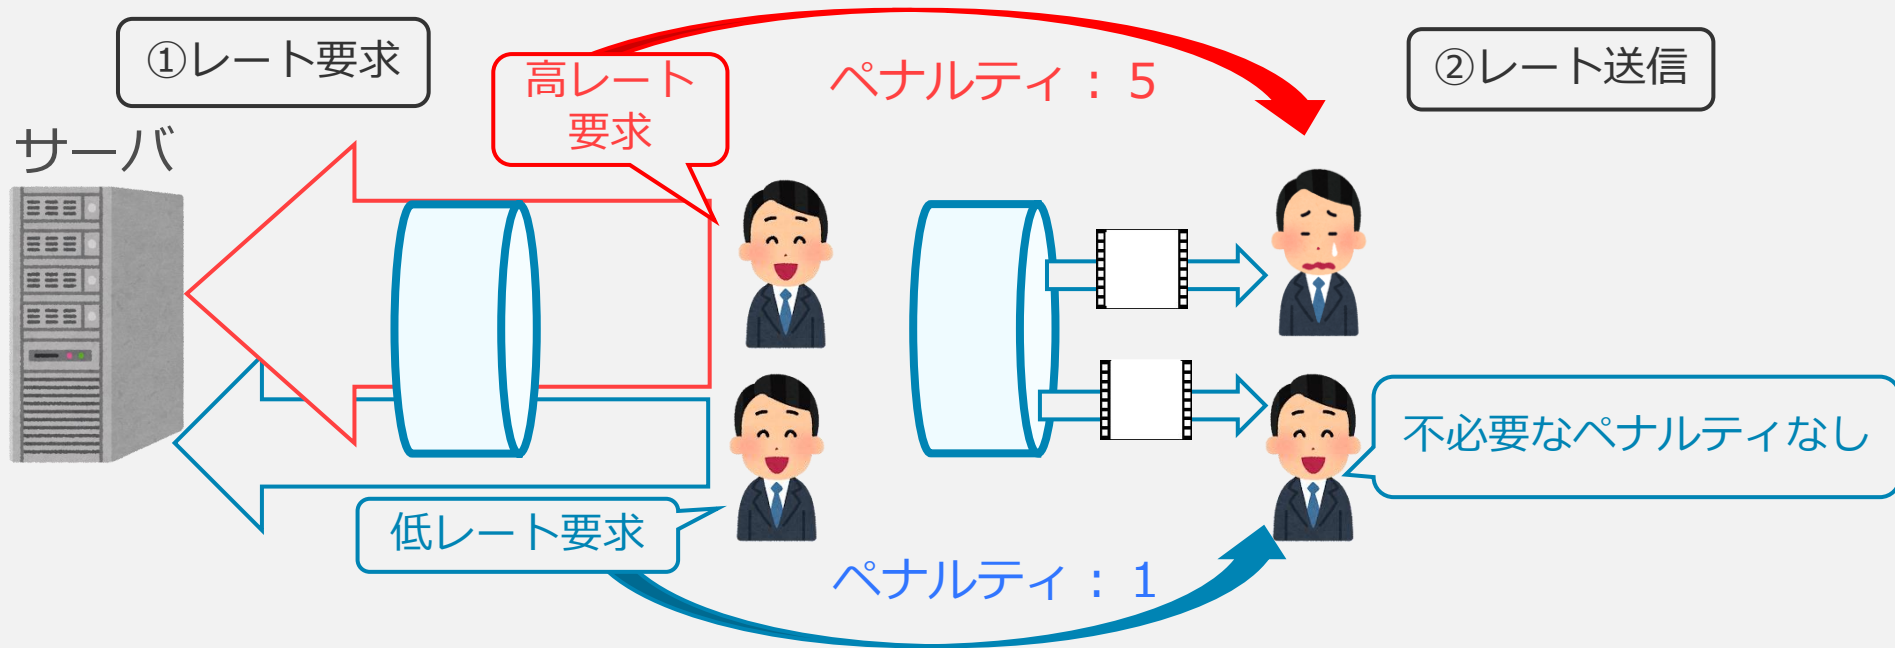 ①レート要求
②レート送信
高レート
要求
ペナルティ：5
サーバ
不必要なペナルティなし
低レート要求
ペナルティ：1